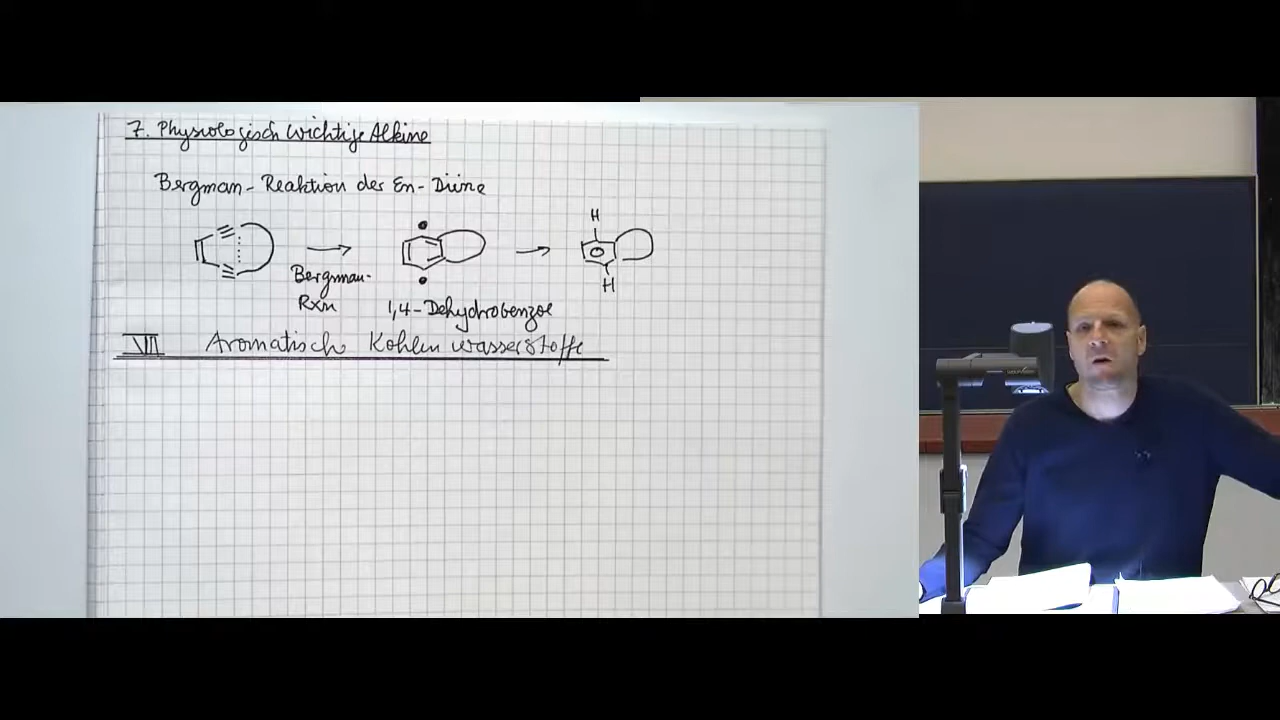 7. Physiologisch wichtige Alkine
Bergman-Reaktion der En-Diine
H
Bergman-
Rxn
H
1,4-Dehydrobenzol
VII Aromatische Kohlenwasserstoffe